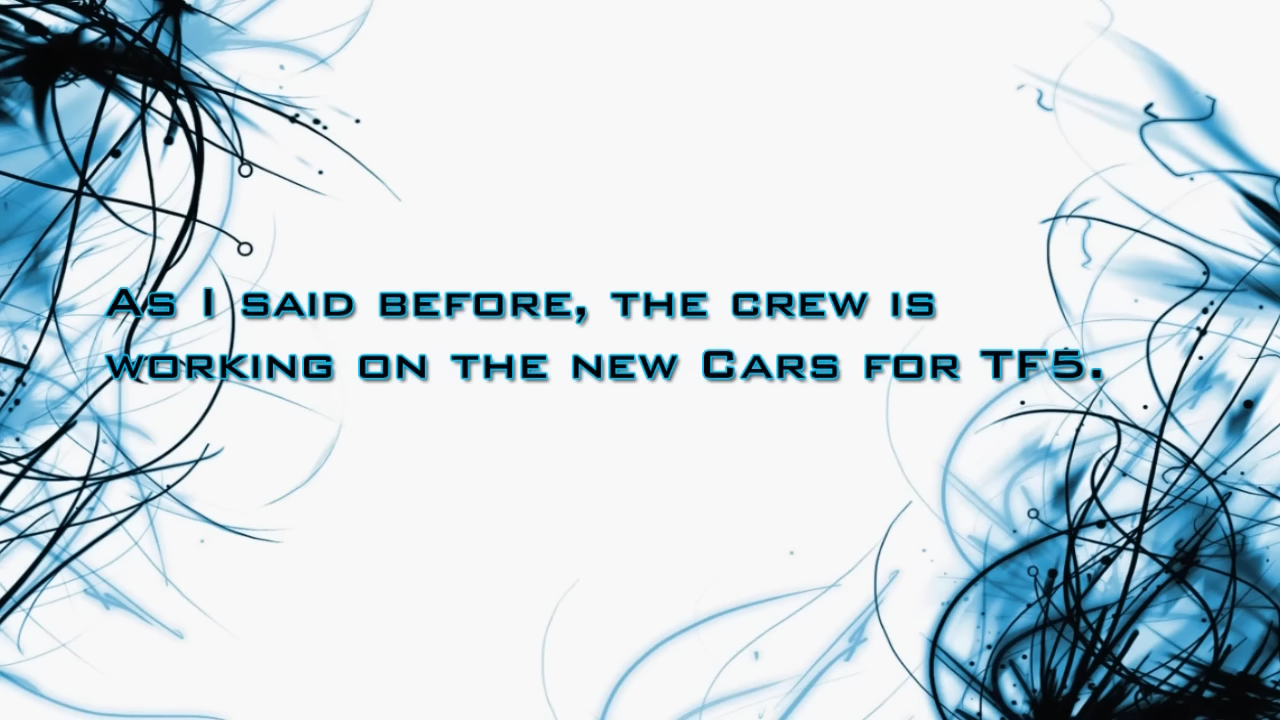 As I said before, the crew is
working on the new Cars for TF5.